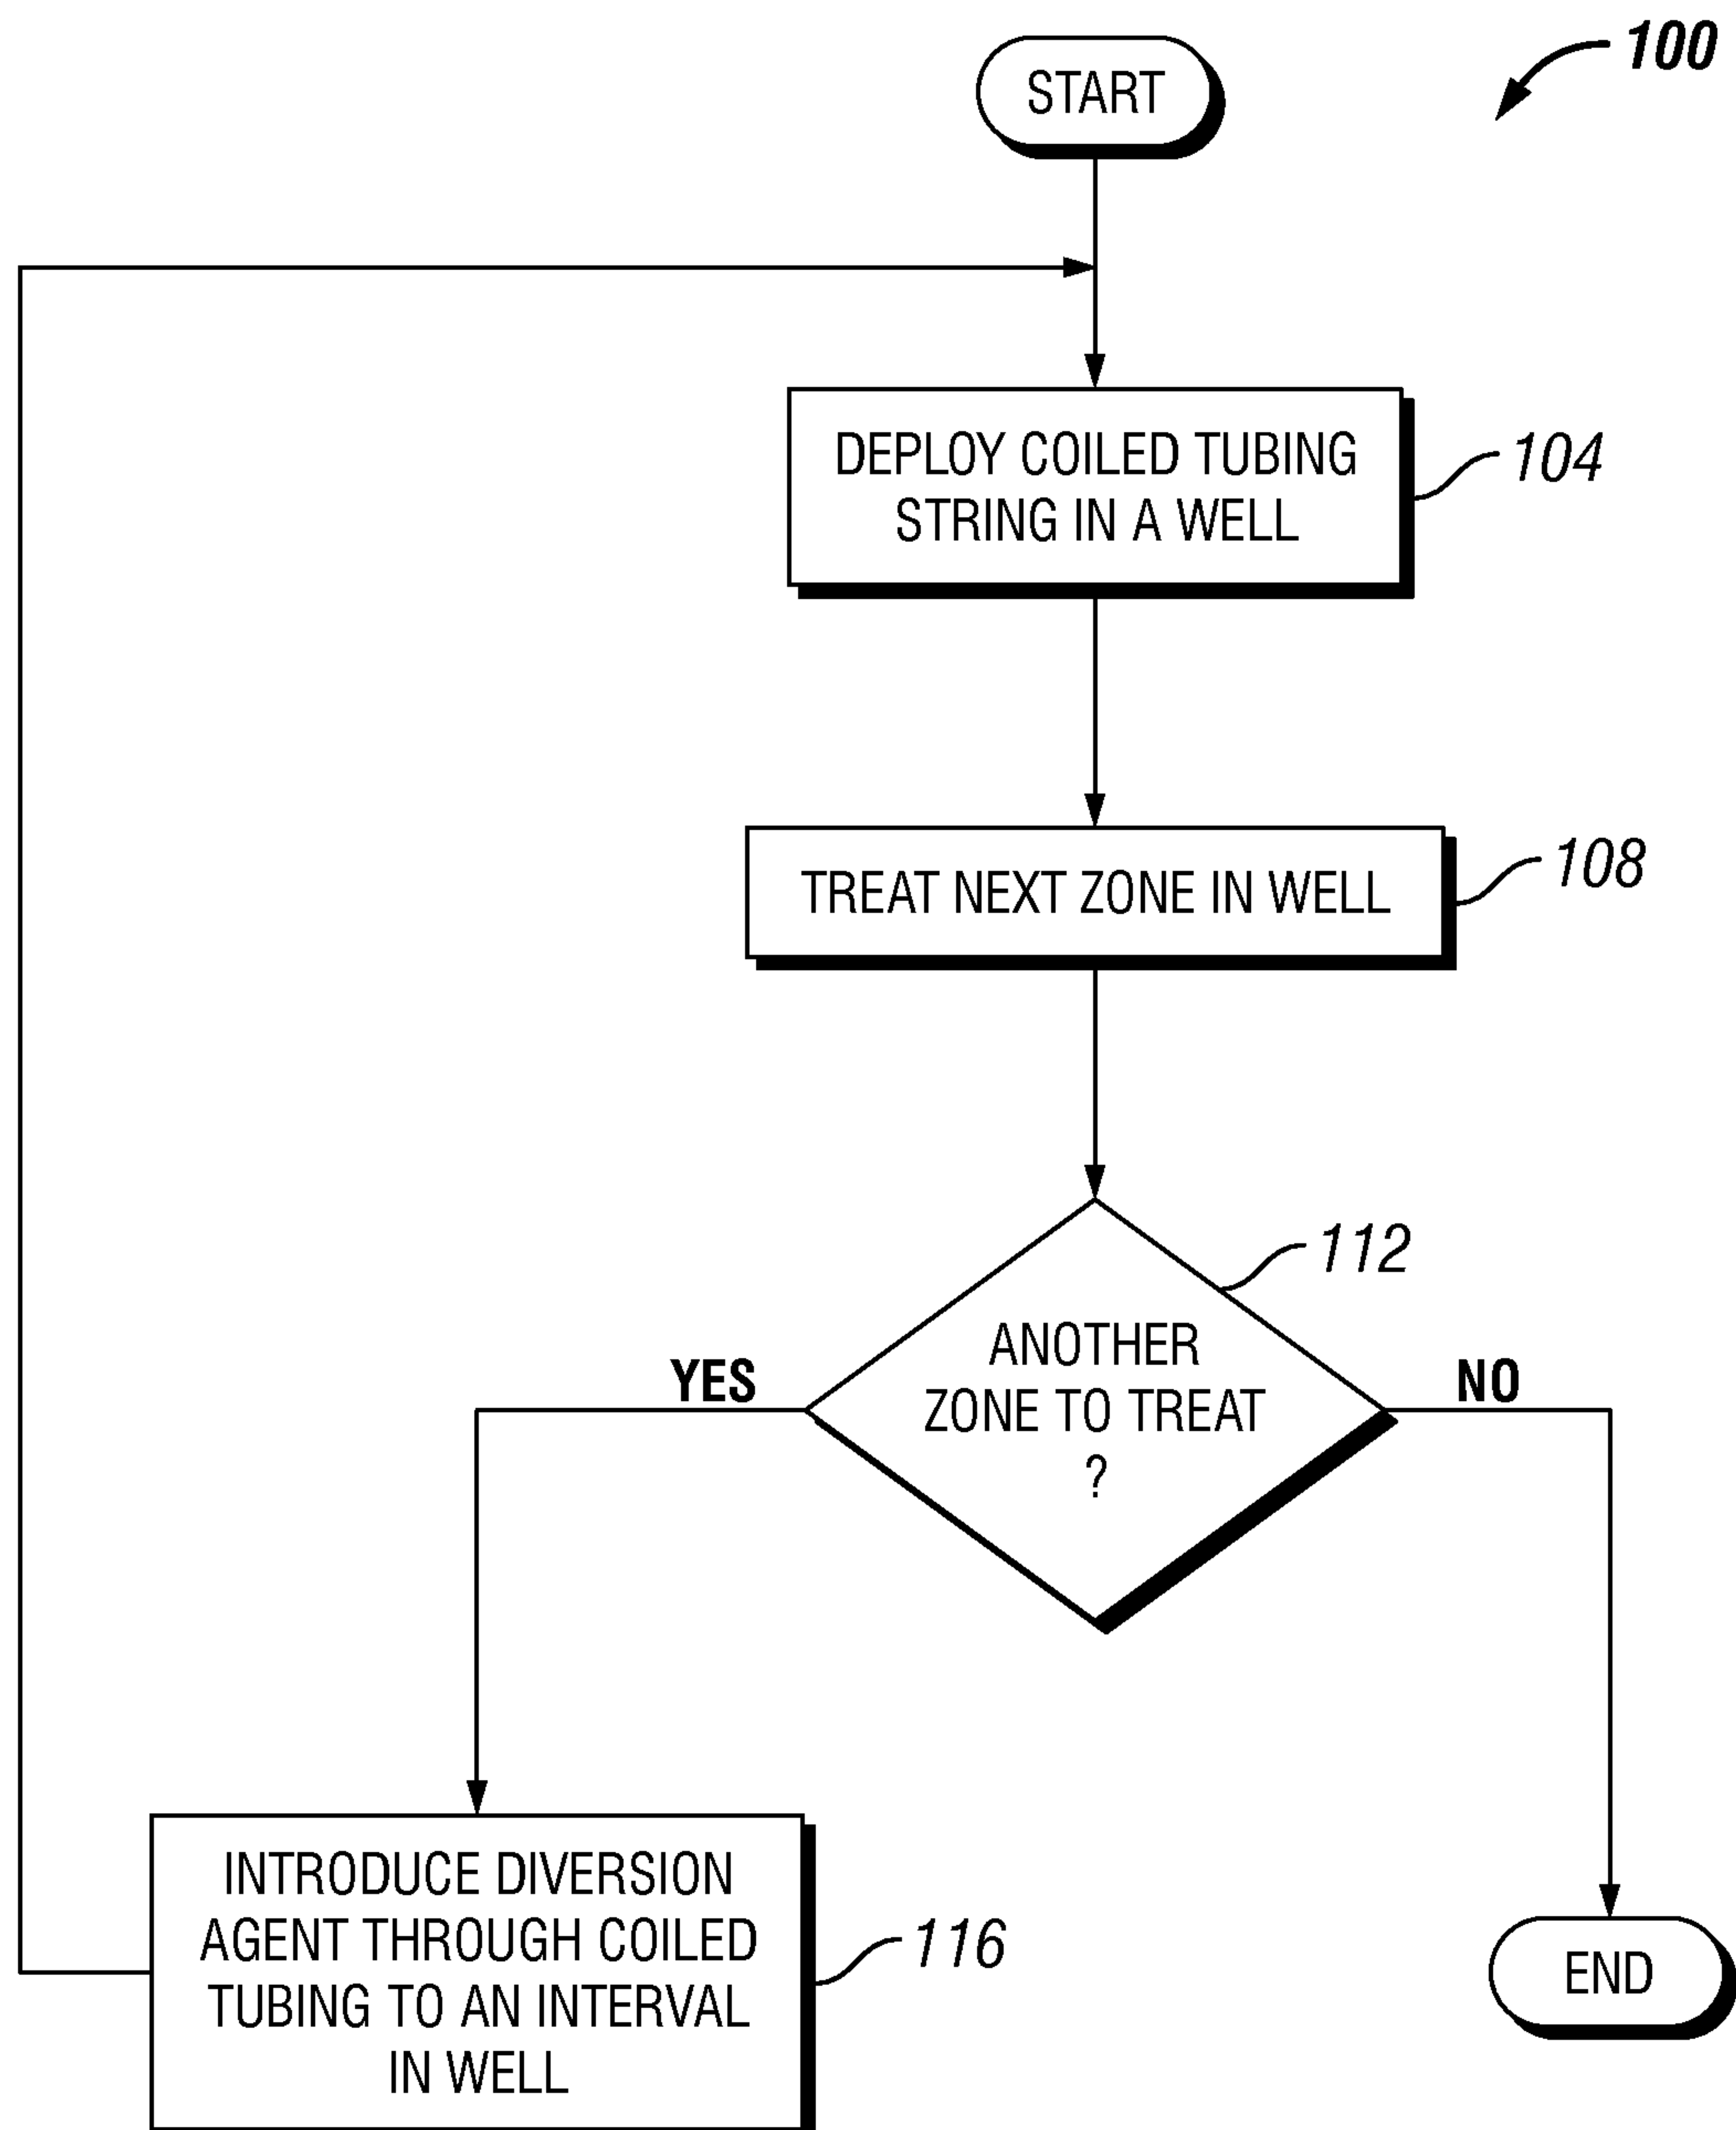 100
START
DEPLOY COILED TUBING
STRING IN A WELL
104
TREAT NEXT ZONE IN WELL
108
112
ANOTHER
ZONE TO TREAT
?
YES
NO
INTRODUCE DIVERSION
AGENT THROUGH COILED
TUBING TO AN INTERVAL
IN WELL
116
END